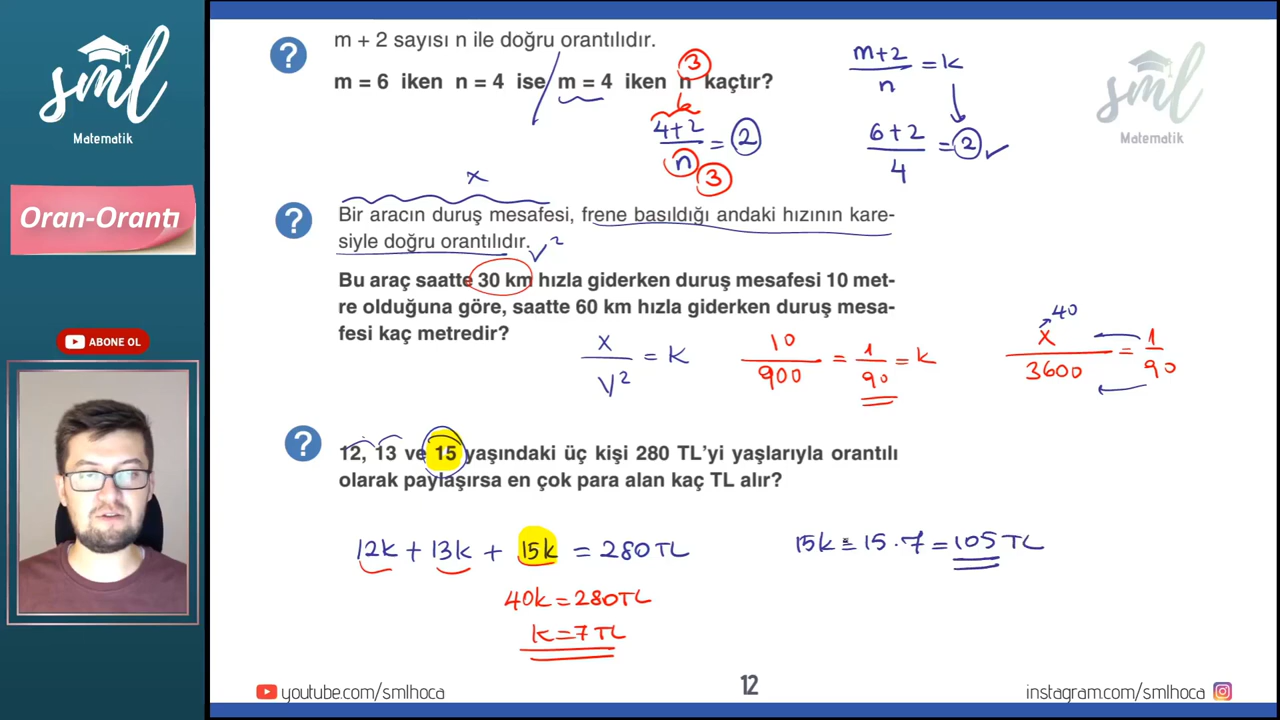 sml
Matematik
Oran-Orantı
ABONE OL
?
m + 2 sayısı n ile doğru orantılıdır.
m = 6 iken n = 4 ise m = 4 iken n kaçtır?
3
6
4+2
n
= 2
3
m+2
n
= k
6+2
4
= 2 ✓
sml
Matematik
x
?
Bir aracın duruş mesafesi, frene basıldığı andaki hızının kare-
siyle doğru orantılıdır.
V²
Bu araç saatte 30 km hızla giderken duruş mesafesi 10 met-
re olduğuna göre, saatte 60 km hızla giderken duruş mesa-
fesi kaç metredir?
x
V²
= K
10
900
= 1
90
= k
40
x
3600
= 1
90
?
12, 13 ve 15 yaşındaki üç kişi 280 TL'yi yaşlarıyla orantılı
olarak paylaşırsa en çok para alan kaç TL alır?
12k + 13k + 15k = 280TL
40k = 280TL
k = 7 TL
15k = 15 . 7 = 105 TL
youtube.com/smlhoca
12
instagram.com/smlhoca